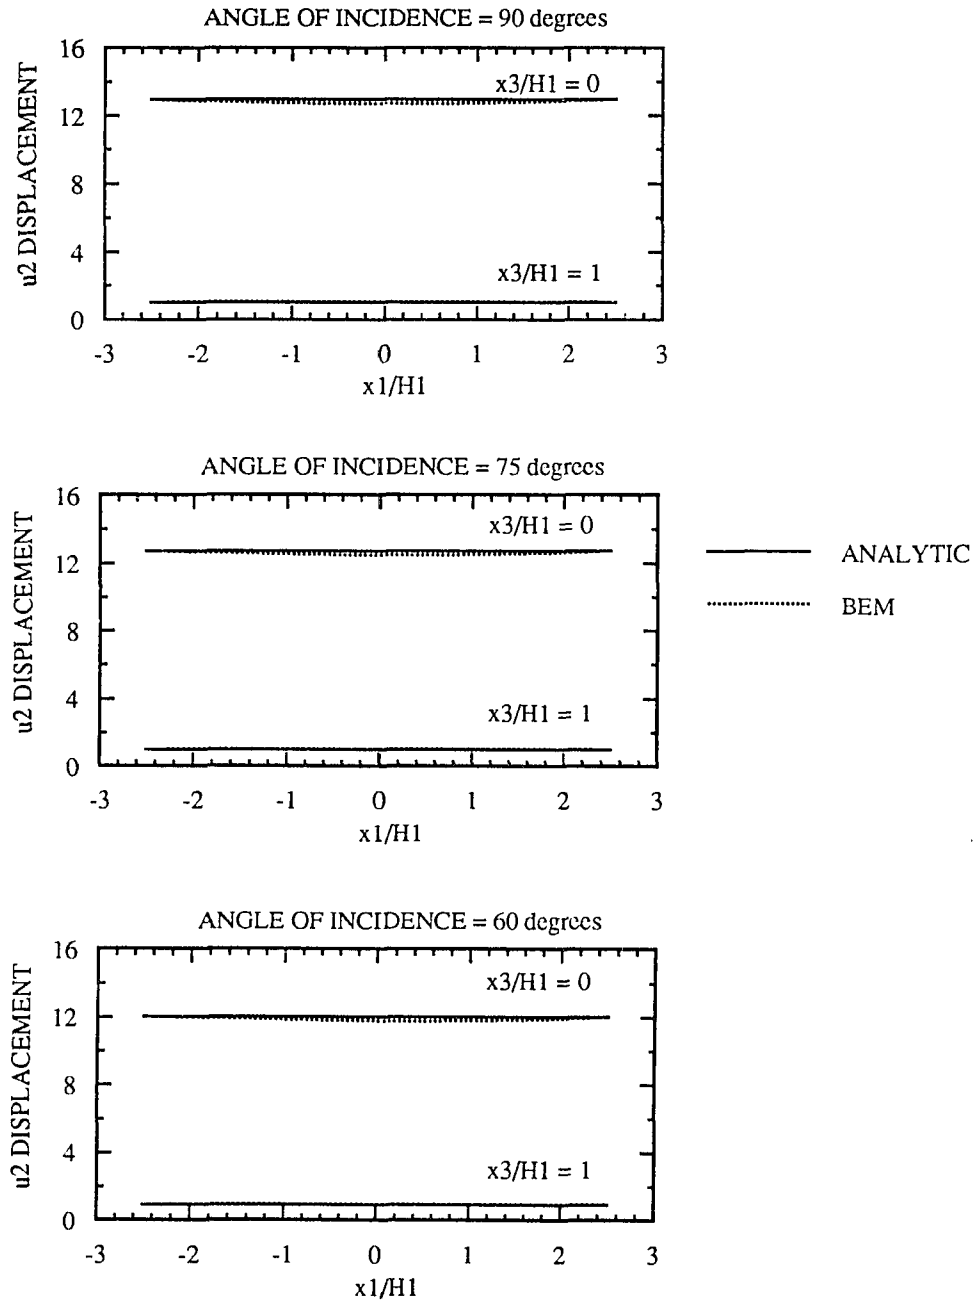 ANGLE OF INCIDENCE = 90 degrees
16
12
8
4
0
u2 DISPLACEMENT
x3/H1 = 0
x3/H1 = 1
-3 -2 -1 0 1 2 3
x1/H1
ANGLE OF INCIDENCE = 75 degrees
16
12
8
4
0
u2 DISPLACEMENT
x3/H1 = 0
x3/H1 = 1
-3 -2 -1 0 1 2 3
x1/H1
ANALYTIC
BEM
ANGLE OF INCIDENCE = 60 degrees
16
12
8
4
0
u2 DISPLACEMENT
x3/H1 = 0
x3/H1 = 1
-3 -2 -1 0 1 2 3
x1/H1